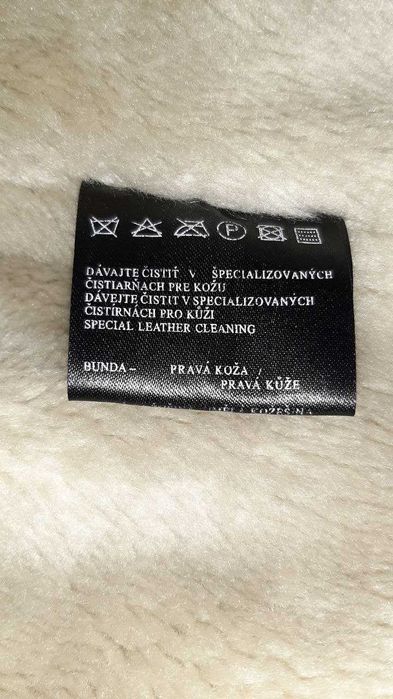 P
DÁVAJTE ČISTIŤ V ŠPECIALIZOVANÝCH
ČISTIARŇACH PRE KOŽU
DÁVEJTE ČISTIT V SPECIALIZOVANÝCH
ČISTÍRNÁCH PRO KŮŽI
SPECIAL LEATHER CLEANING
BUNDA – PRAVÁ KOŽA /
PRAVÁ KŮŽE